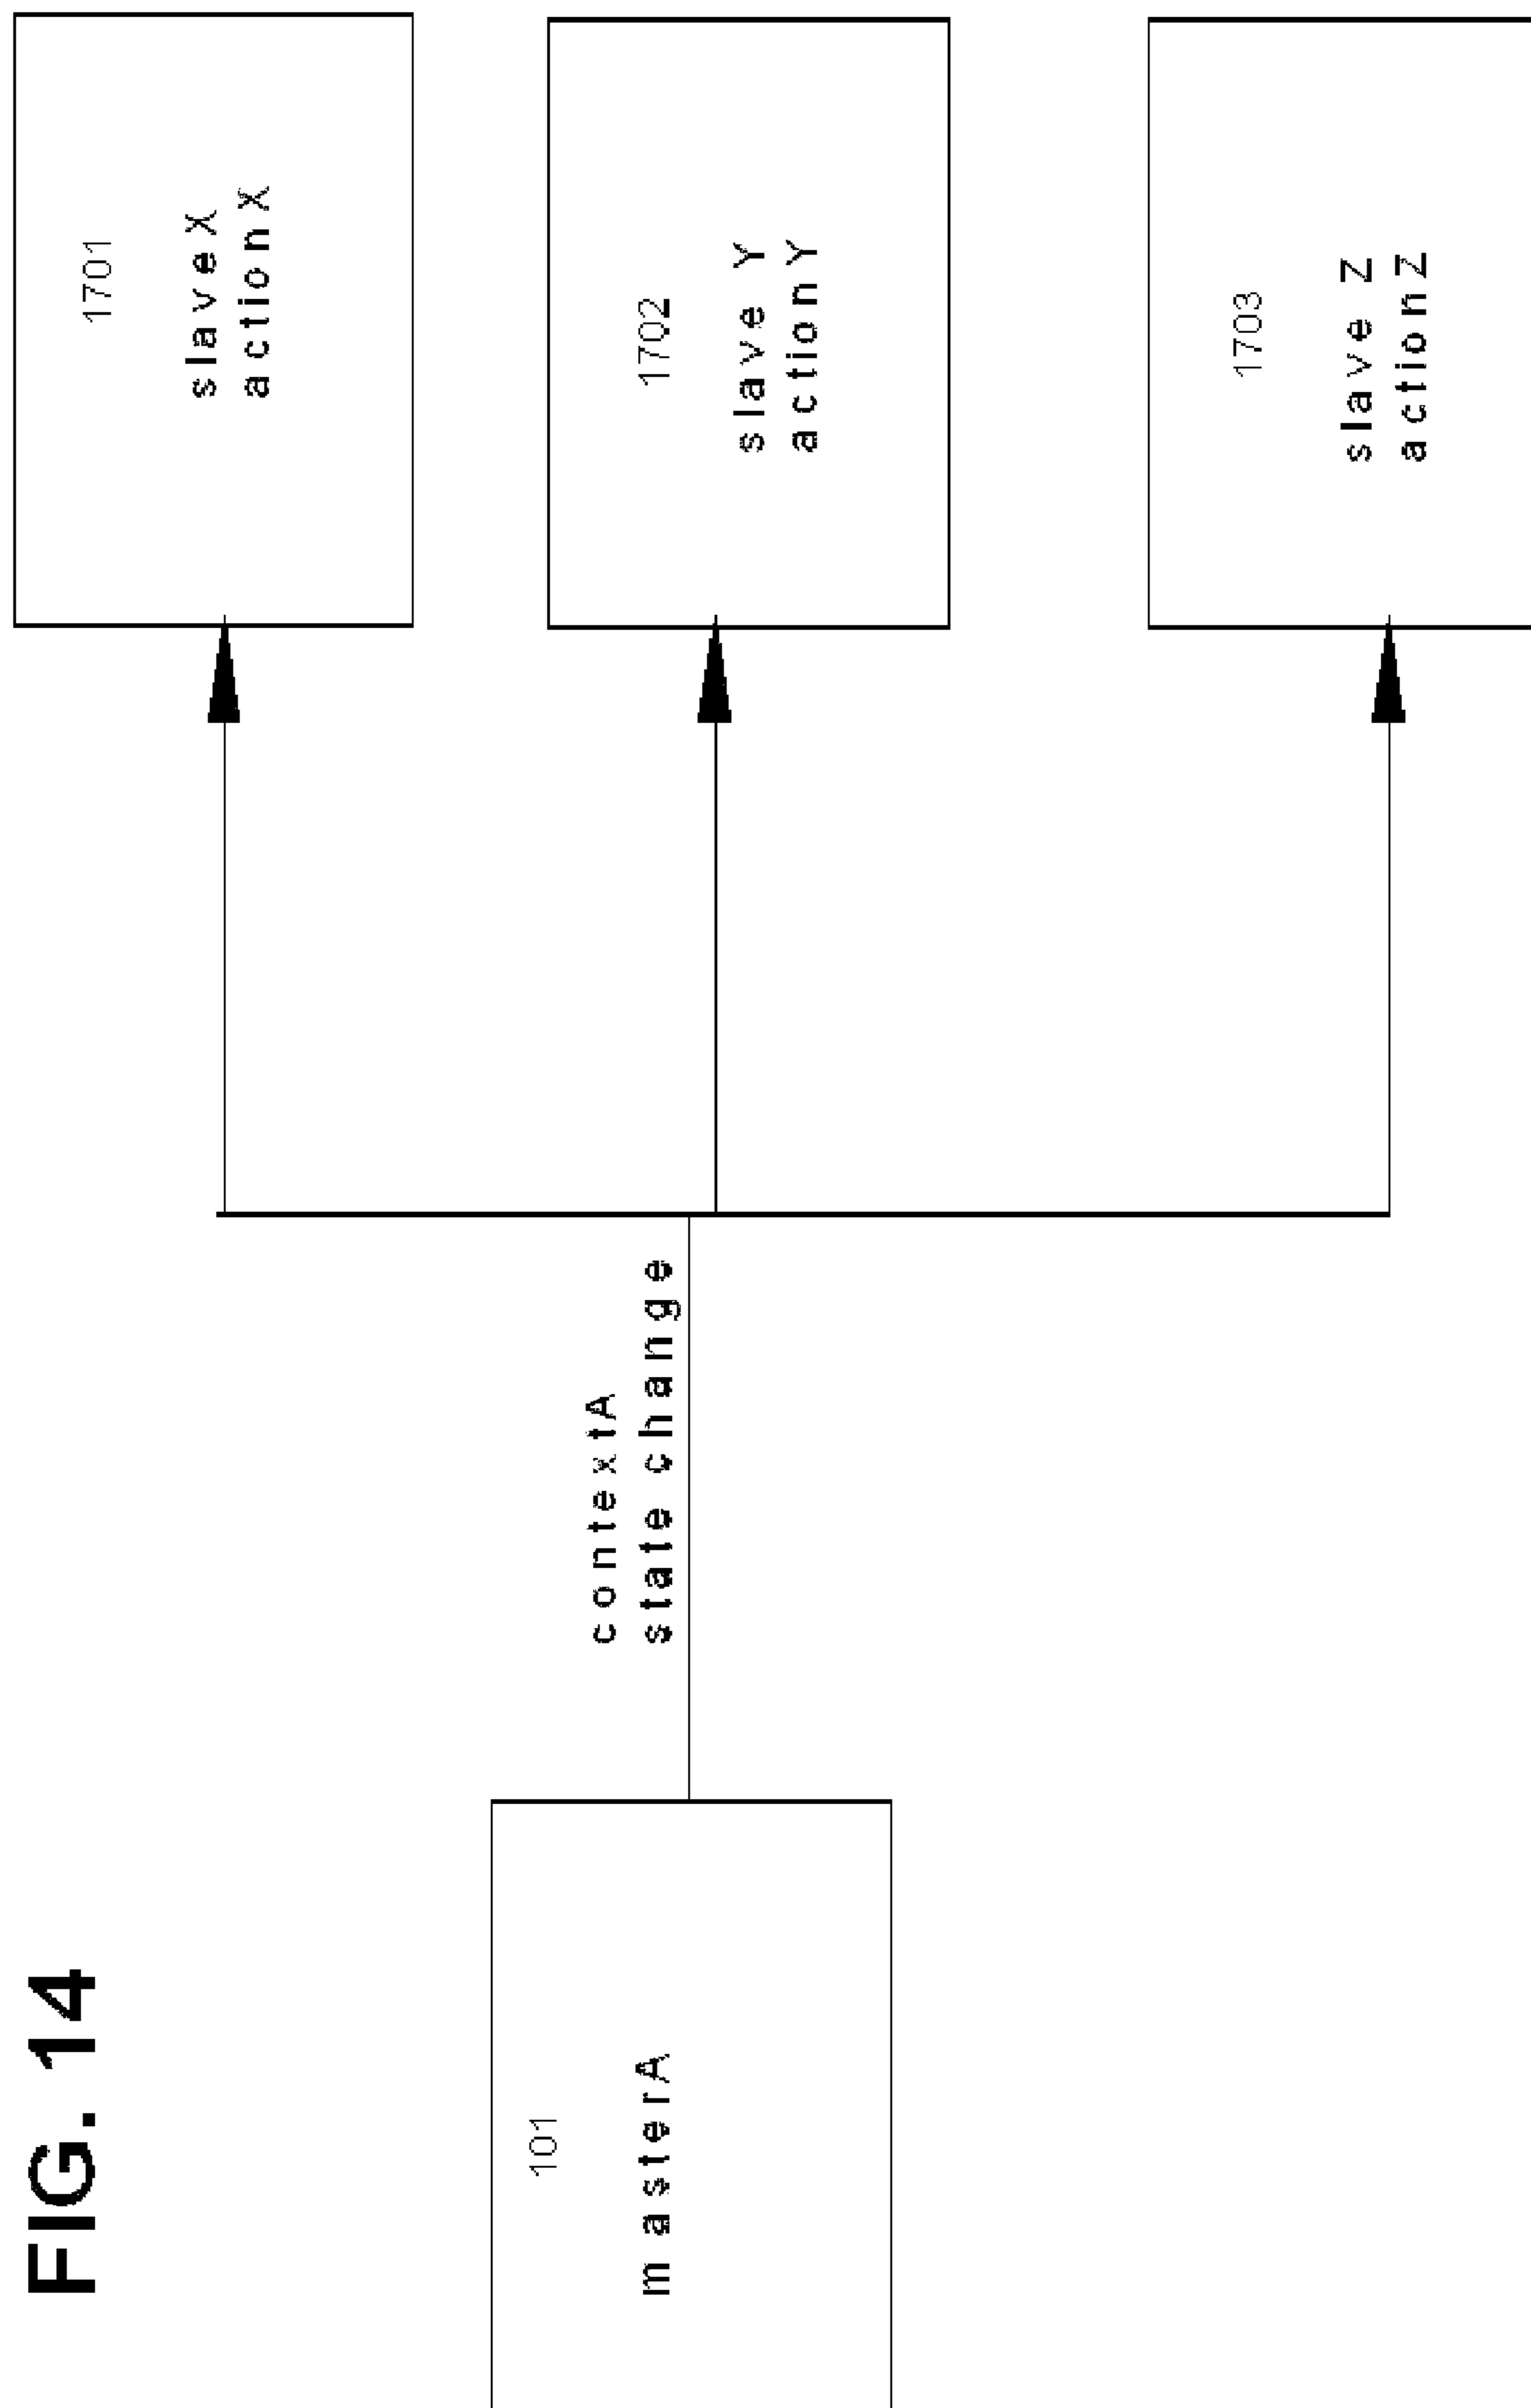 FIG. 14
101
masterA
contextA
state change
1701
slaveX
actionX
1702
slave Y
actionY
1703
slave Z
actionZ